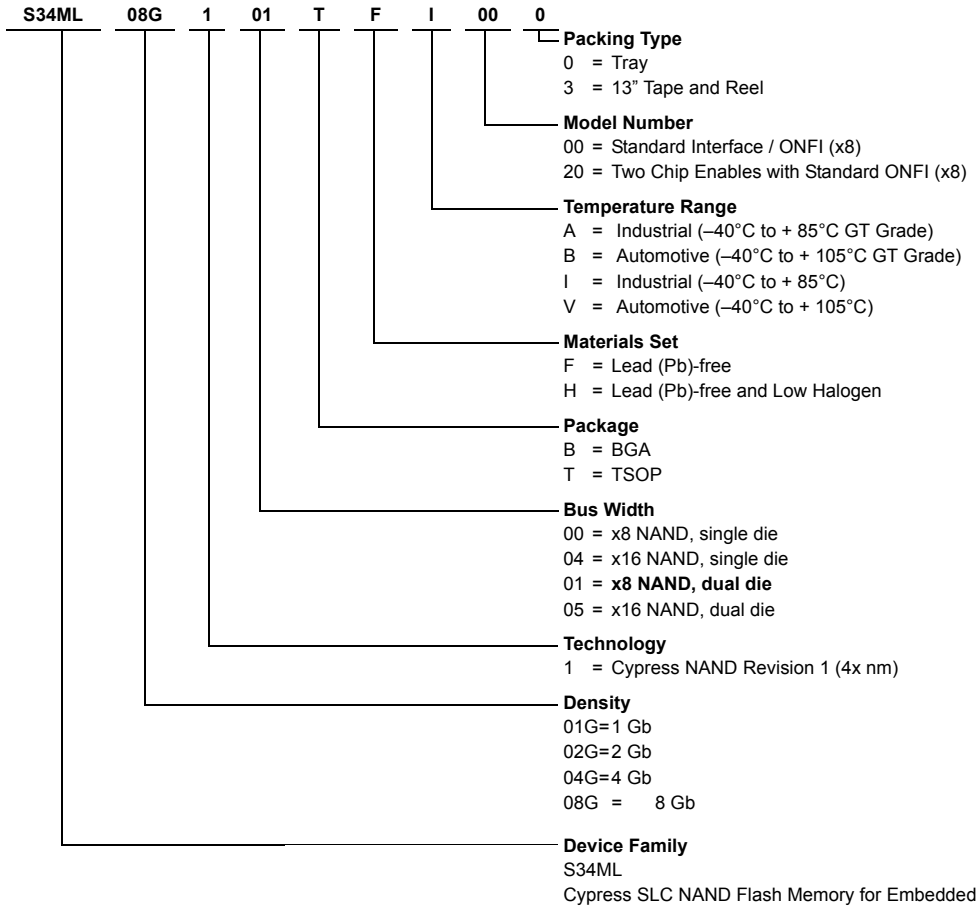 S34ML 08G 1 01 T F I 00 0
Packing Type
0 = Tray
3 = 13” Tape and Reel
Model Number
00 = Standard Interface / ONFI (x8)
20 = Two Chip Enables with Standard ONFI (x8)
Temperature Range
A = Industrial (–40°C to + 85°C GT Grade)
B = Automotive (–40°C to + 105°C GT Grade)
I = Industrial (–40°C to + 85°C)
V = Automotive (–40°C to + 105°C)
Materials Set
F = Lead (Pb)-free
H = Lead (Pb)-free and Low Halogen
Package
B = BGA
T = TSOP
Bus Width
00 = x8 NAND, single die
04 = x16 NAND, single die
01 = x8 NAND, dual die
05 = x16 NAND, dual die
Technology
1 = Cypress NAND Revision 1 (4x nm)
Density
01G=1 Gb
02G=2 Gb
04G=4 Gb
08G = 8 Gb
Device Family
S34ML
Cypress SLC NAND Flash Memory for Embedded